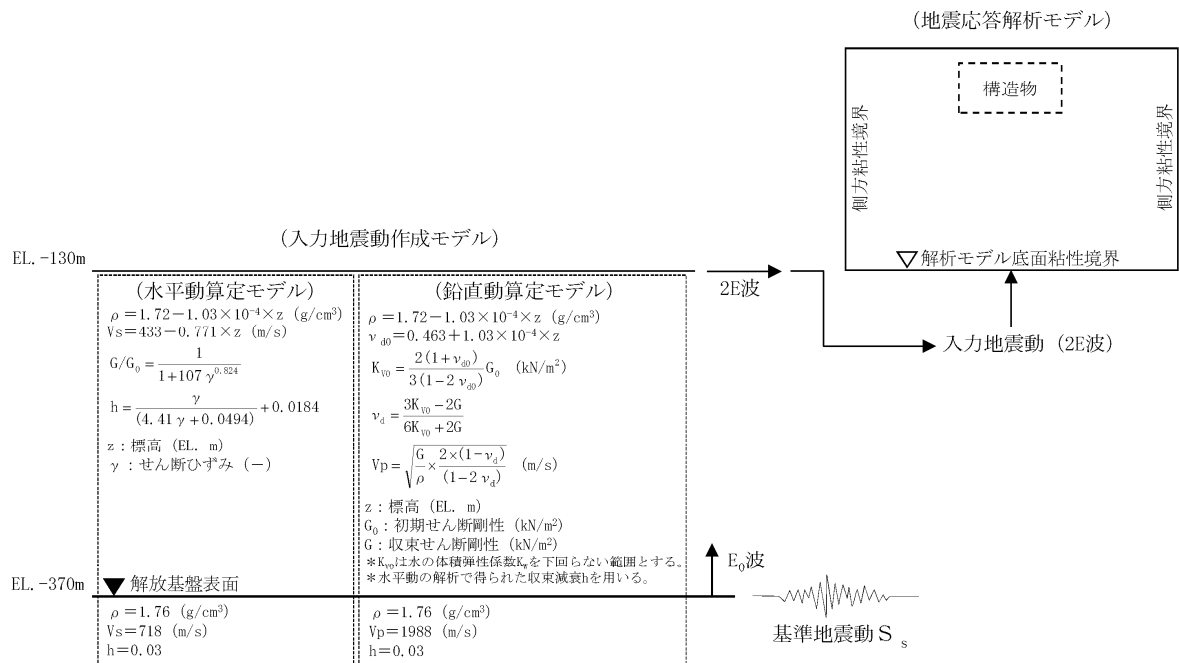 (地震応答解析モデル)
構造物
側方粘性境界
側方粘性境界
▽解析モデル底面粘性境界
(入力地震動作成モデル)
EL. -130m
2E波
入力地震動(2E波)
(水平動算定モデル)
ρ=1.72-1.03×10⁻⁴×z (g/cm³)
Vs=433-0.771×z (m/s)
G/G₀ = 1 / (1+107 γ^0.824)
h = γ / (4.41 γ+0.0494) + 0.0184
z:標高 (EL. m)
γ:せん断ひずみ (-)
(鉛直動算定モデル)
ρ=1.72-1.03×10⁻⁴×z (g/cm³)
ν_d0=0.463+1.03×10⁻⁴×z
K_V0 = 2(1+ν_d0) / 3(1-2ν_d0) G₀ (kN/m²)
ν_d = (3K_V0-2G) / (6K_V0+2G)
Vp = √(G/ρ × 2×(1-ν_d) / (1-2ν_d)) (m/s)
z:標高 (EL. m)
G₀:初期せん断剛性 (kN/m²)
G:収束せん断剛性 (kN/m²)
*K_V0は水の体積弾性係数K_wを下回らない範囲とする。
*水平動の解析で得られた収束減衰hを用いる。
E₀波
EL. -370m
▼解放基盤表面
ρ=1.76 (g/cm³)
Vs=718 (m/s)
h=0.03
ρ=1.76 (g/cm³)
Vp=1988 (m/s)
h=0.03
基準地震動Ss